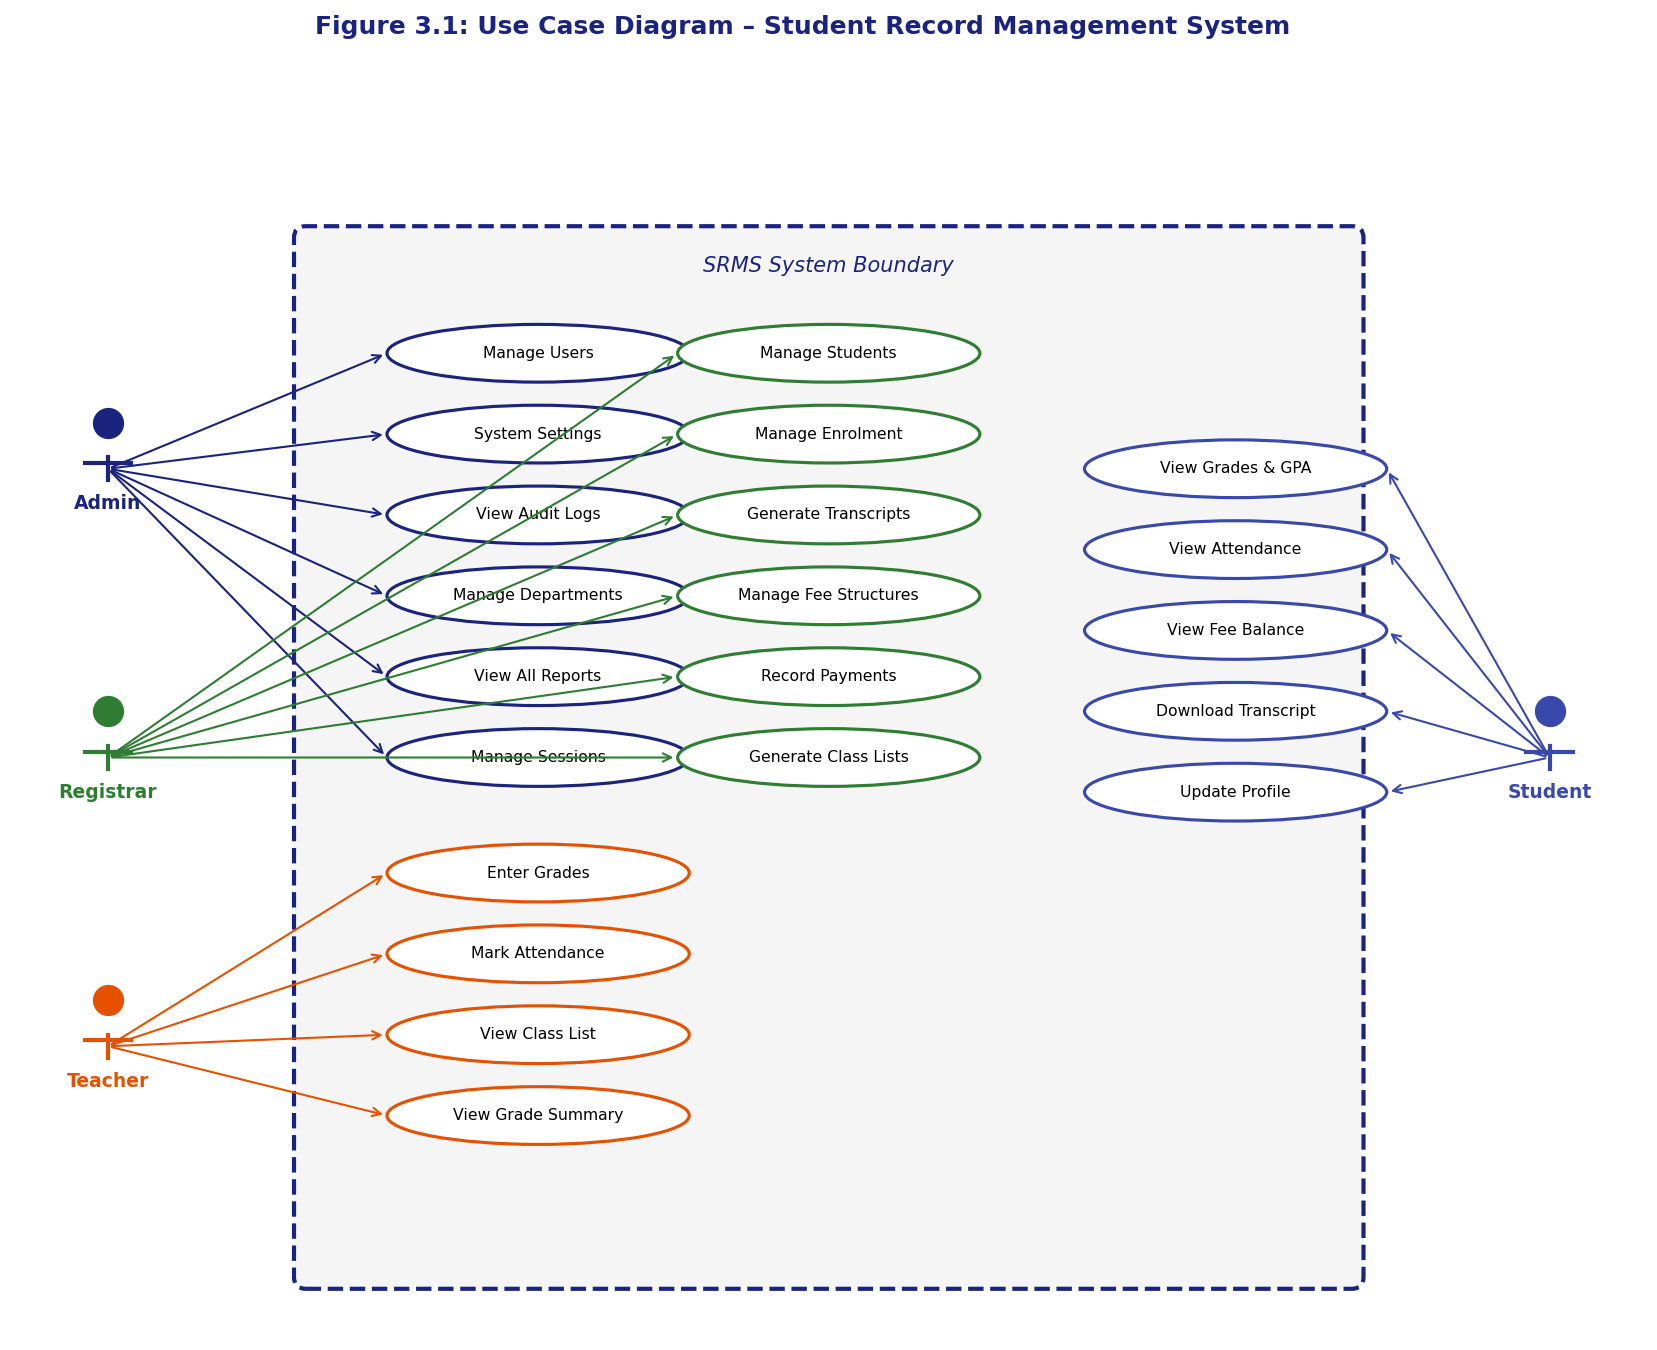 Figure 3.1: Use Case Diagram – Student Record Management System
SRMS System Boundary
Manage Users
Manage Students
System Settings
Manage Enrolment
Admin
View Audit Logs
Generate Transcripts
Manage Departments
Manage Fee Structures
View All Reports
Record Payments
Manage Sessions
Generate Class Lists
Registrar
View Grades & GPA
View Attendance
View Fee Balance
Download Transcript
Update Profile
Student
Enter Grades
Mark Attendance
View Class List
View Grade Summary
Teacher